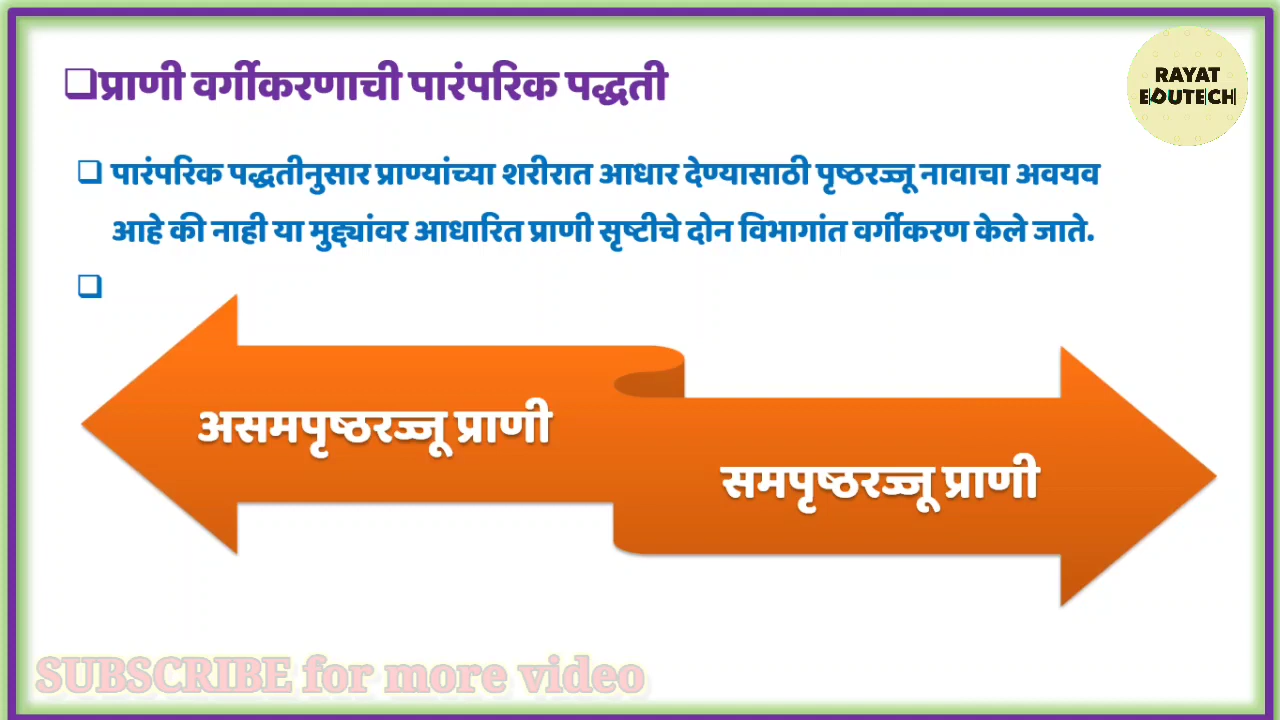 प्राणी वर्गीकरणाची पारंपरिक पद्धती
RAYAT
EDUTECH
पारंपरिक पद्धतीनुसार प्राण्यांच्या शरीरात आधार देण्यासाठी पृष्ठरज्जू नावाचा अवयव
आहे की नाही या मुद्द्यांवर आधारित प्राणी सृष्टीचे दोन विभागांत वर्गीकरण केले जाते.
असमपृष्ठरज्जू प्राणी
समपृष्ठरज्जू प्राणी
SUBSCRIBE for more video